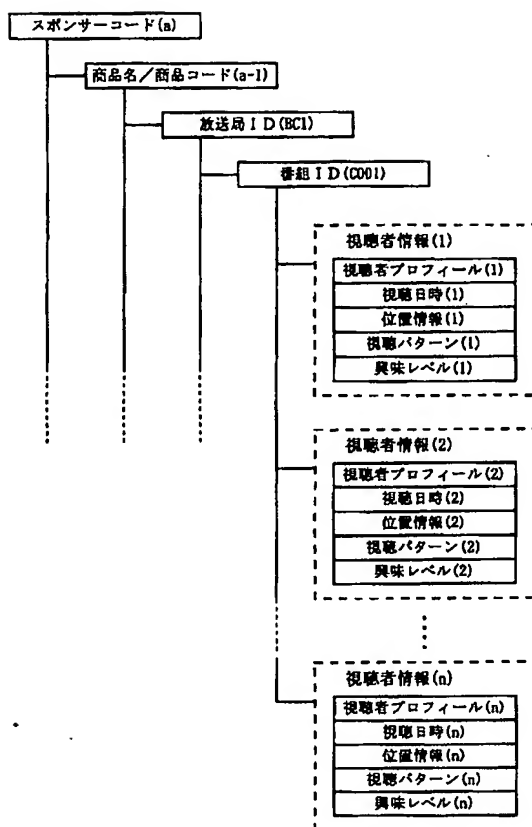 スポンサーコード(a)
商品名／商品コード(a-1)
放送局ＩＤ(BC1)
番組ＩＤ(C001)
視聴者情報(1)
視聴者プロフィール(1)
視聴日時(1)
位置情報(1)
視聴パターン(1)
興味レベル(1)
視聴者情報(2)
視聴者プロフィール(2)
視聴日時(2)
位置情報(2)
視聴パターン(2)
興味レベル(2)
視聴者情報(n)
視聴者プロフィール(n)
視聴日時(n)
位置情報(n)
視聴パターン(n)
興味レベル(n)